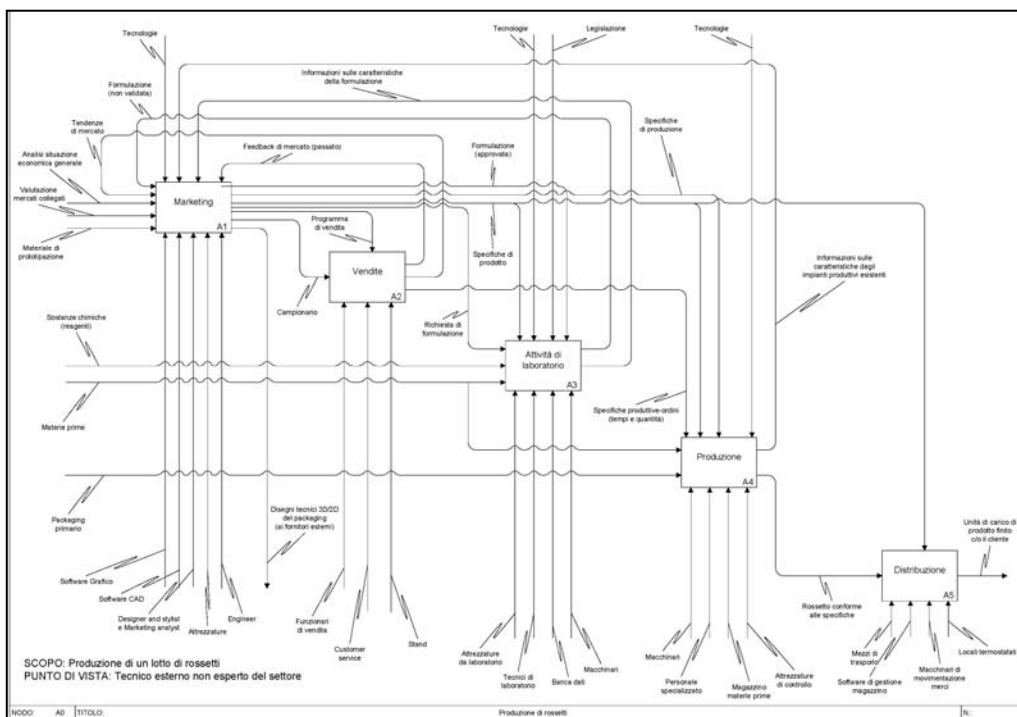 Tecnologie
Tecnologie
Legislazione
Tecnologie
Formulazione
(non validata)
Informazioni sulle caratteristiche
della formulazione
Tendenze
di mercato
Specifiche
di produzione
Analisi situazione
economica generale
Feedback di mercato (passato)
Formulazione
(approvata)
Valutazione
mercati collegati
Marketing
A1
Materiale di
prototipazione
Programma
di vendita
Specifiche di
prodotto
Informazioni sulle
caratteristiche degli
impianti produttivi esistenti
Vendite
A2
Campionario
Sostanze chimiche
(reagenti)
Richiesta di
formulazione
Attività di
laboratorio
A3
Materie prime
Specifiche produttive-ordini
(tempi e quantità)
Produzione
A4
Packaging
primario
Disegni tecnici 3D/2D
del packaging
(ai fornitori esterni)
Unità di carico di
prodotto finito
c/o il cliente
Distribuzione
A5
Software Grafico
Software CAD
Designer and stylist
e Marketing analyst
Attrezzature
Engineer
Funzionari
di vendita
Customer
service
Stand
Attrezzature
da laboratorio
Tecnici di
laboratorio
Banca dati
Macchinari
Macchinari
Personale
specializzato
Magazzino
materie prime
Attrezzature
di controllo
Rossetto conforme
alle specifiche
Mezzi di
trasporto
Software di gestione
magazzino
Macchinari di
movimentazione
merci
Locali termostatati
SCOPO: Produzione di un lotto di rossetti
PUNTO DI VISTA: Tecnico esterno non esperto del settore
NODO: A0 TITOLO: Produzione di rossetti N.: